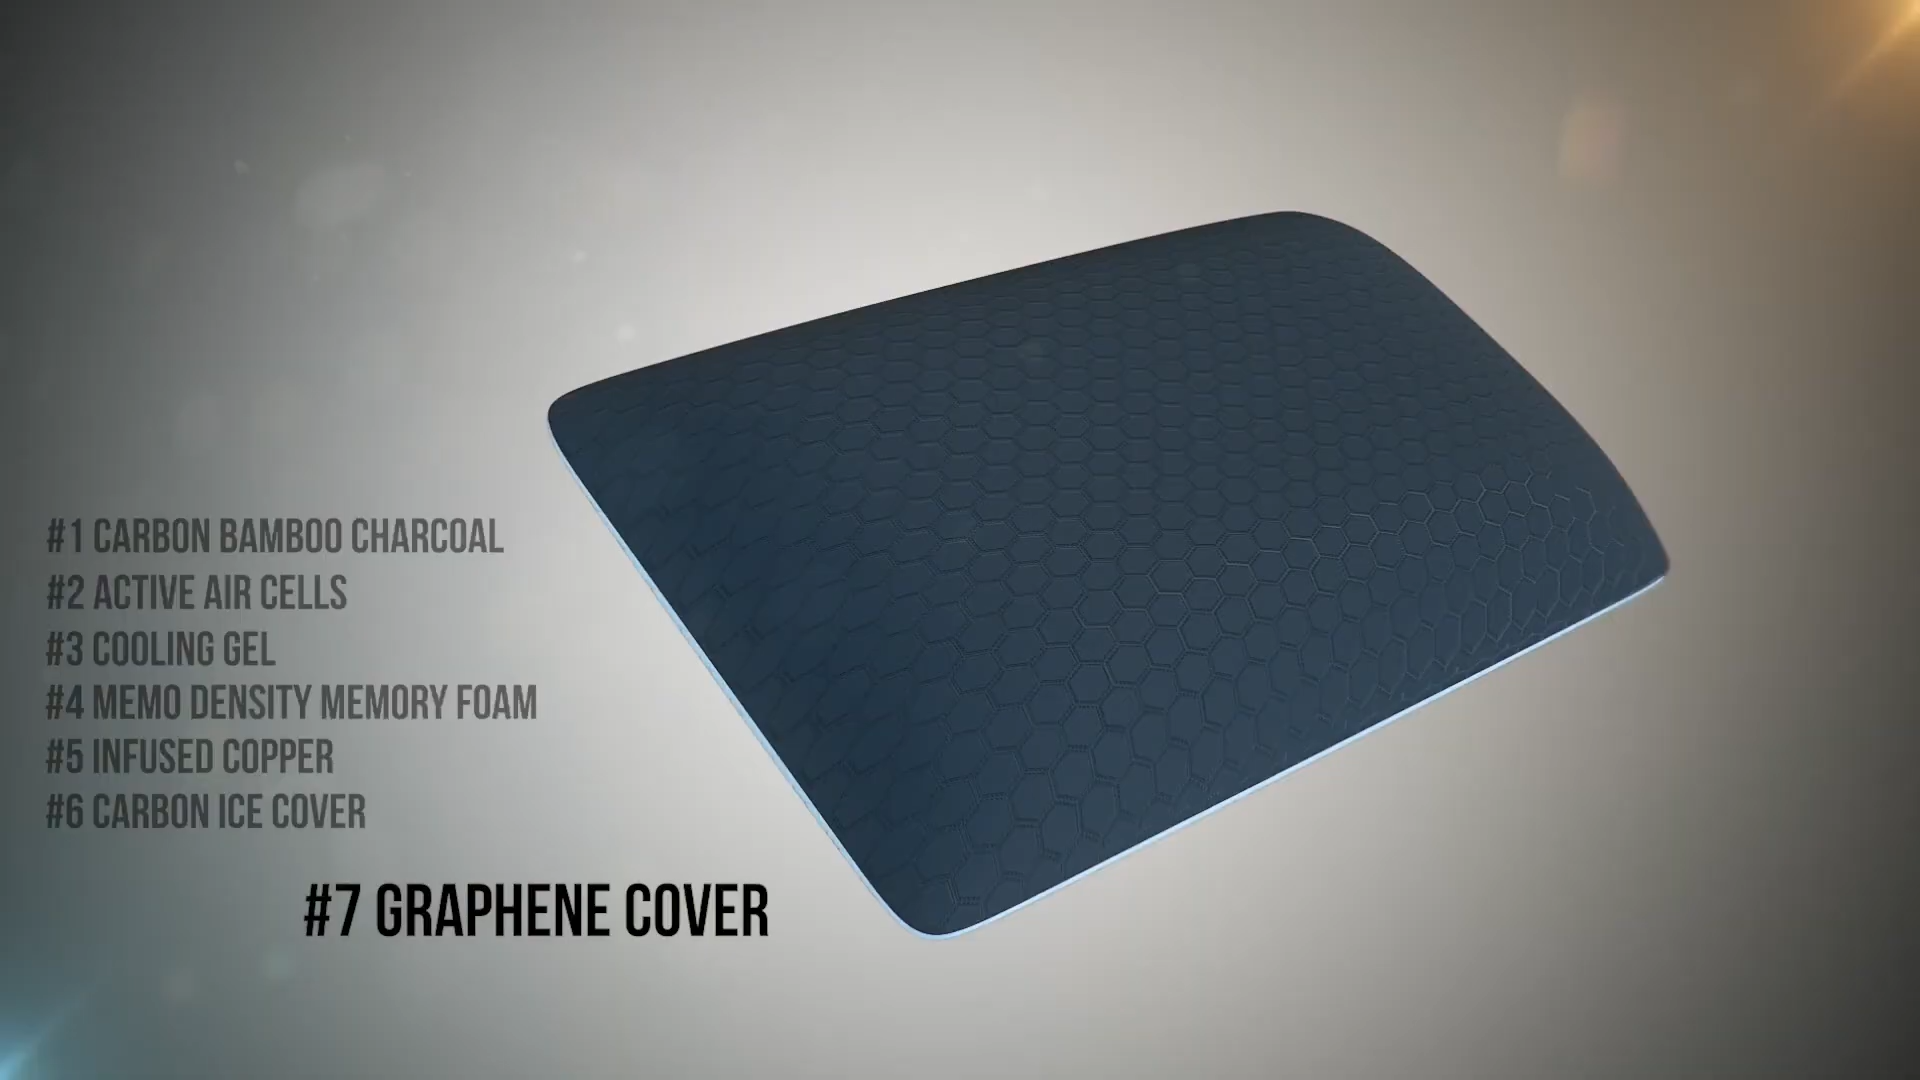 #1 CARBON BAMBOO CHARCOAL
#2 ACTIVE AIR CELLS
#3 COOLING GEL
#4 MEMO DENSITY MEMORY FOAM
#5 INFUSED COPPER
#6 CARBON ICE COVER
#7 GRAPHENE COVER